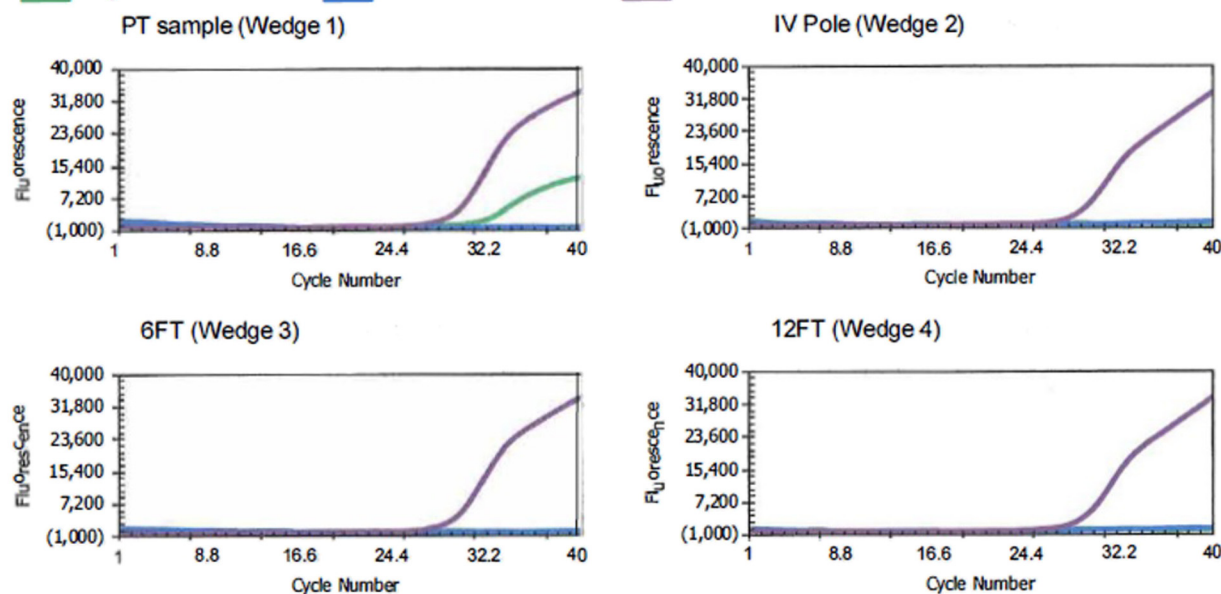 PT sample (Wedge 1)
40,000
31,800
23,600
15,400
7,200
(1,000)
Fluorescence
1 8.8 16.6 24.4 32.2 40
Cycle Number
IV Pole (Wedge 2)
40,000
31,800
23,600
15,400
7,200
(1,000)
Fluorescence
1 8.8 16.6 24.4 32.2 40
Cycle Number
6FT (Wedge 3)
40,000
31,800
23,600
15,400
7,200
(1,000)
Fluorescence
1 8.8 16.6 24.4 32.2 40
Cycle Number
12FT (Wedge 4)
40,000
31,800
23,600
15,400
7,200
(1,000)
Fluorescence
1 8.8 16.6 24.4 32.2 40
Cycle Number